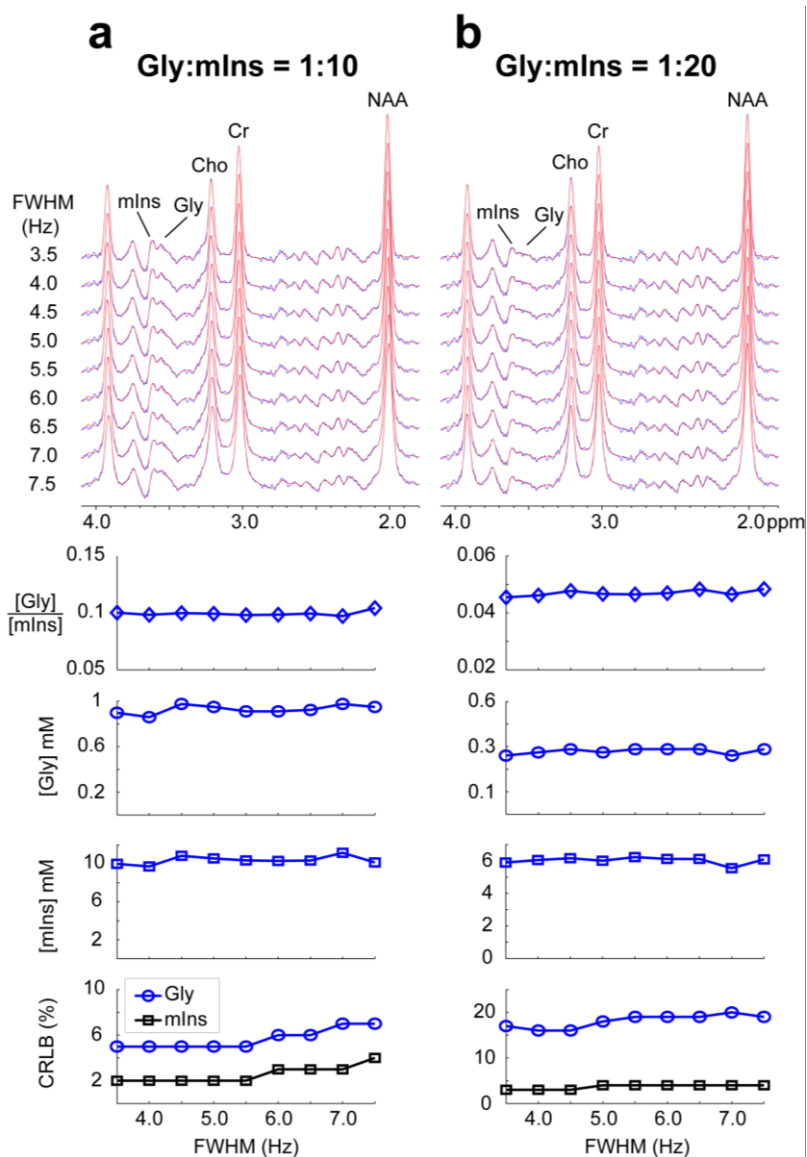 a
b
Gly:mIns = 1:10
Gly:mIns = 1:20
NAA
NAA
Cr
Cr
Cho
Cho
FWHM
(Hz)
mIns
Gly
mIns
Gly
3.5
4.0
4.5
5.0
5.5
6.0
6.5
7.0
7.5
4.0
3.0
2.0
4.0
3.0
2.0 ppm
[Gly]
[mIns]
0.15
0.1
0.05
0.06
0.04
0.02
[Gly] mM
1
0.6
0.2
0.6
0.3
0.1
[mIns] mM
10
6
2
6
4
2
0
CRLB (%)
10
6
2
Gly
mIns
20
10
0
4.0
5.0
6.0
7.0
4.0
5.0
6.0
7.0
FWHM (Hz)
FWHM (Hz)